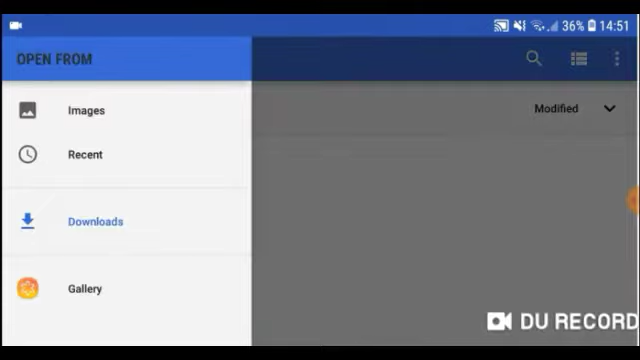 36% 14:51
OPEN FROM
Images
Modified
Recent
Downloads
Gallery
DU RECORD